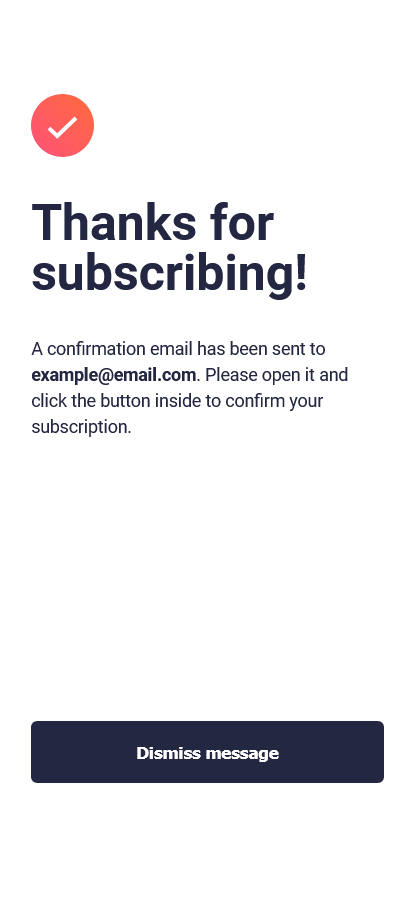 Thanks for
subscribing!
A confirmation email has been sent to
example@email.com. Please open it and
click the button inside to confirm your
subscription.
Dismiss message